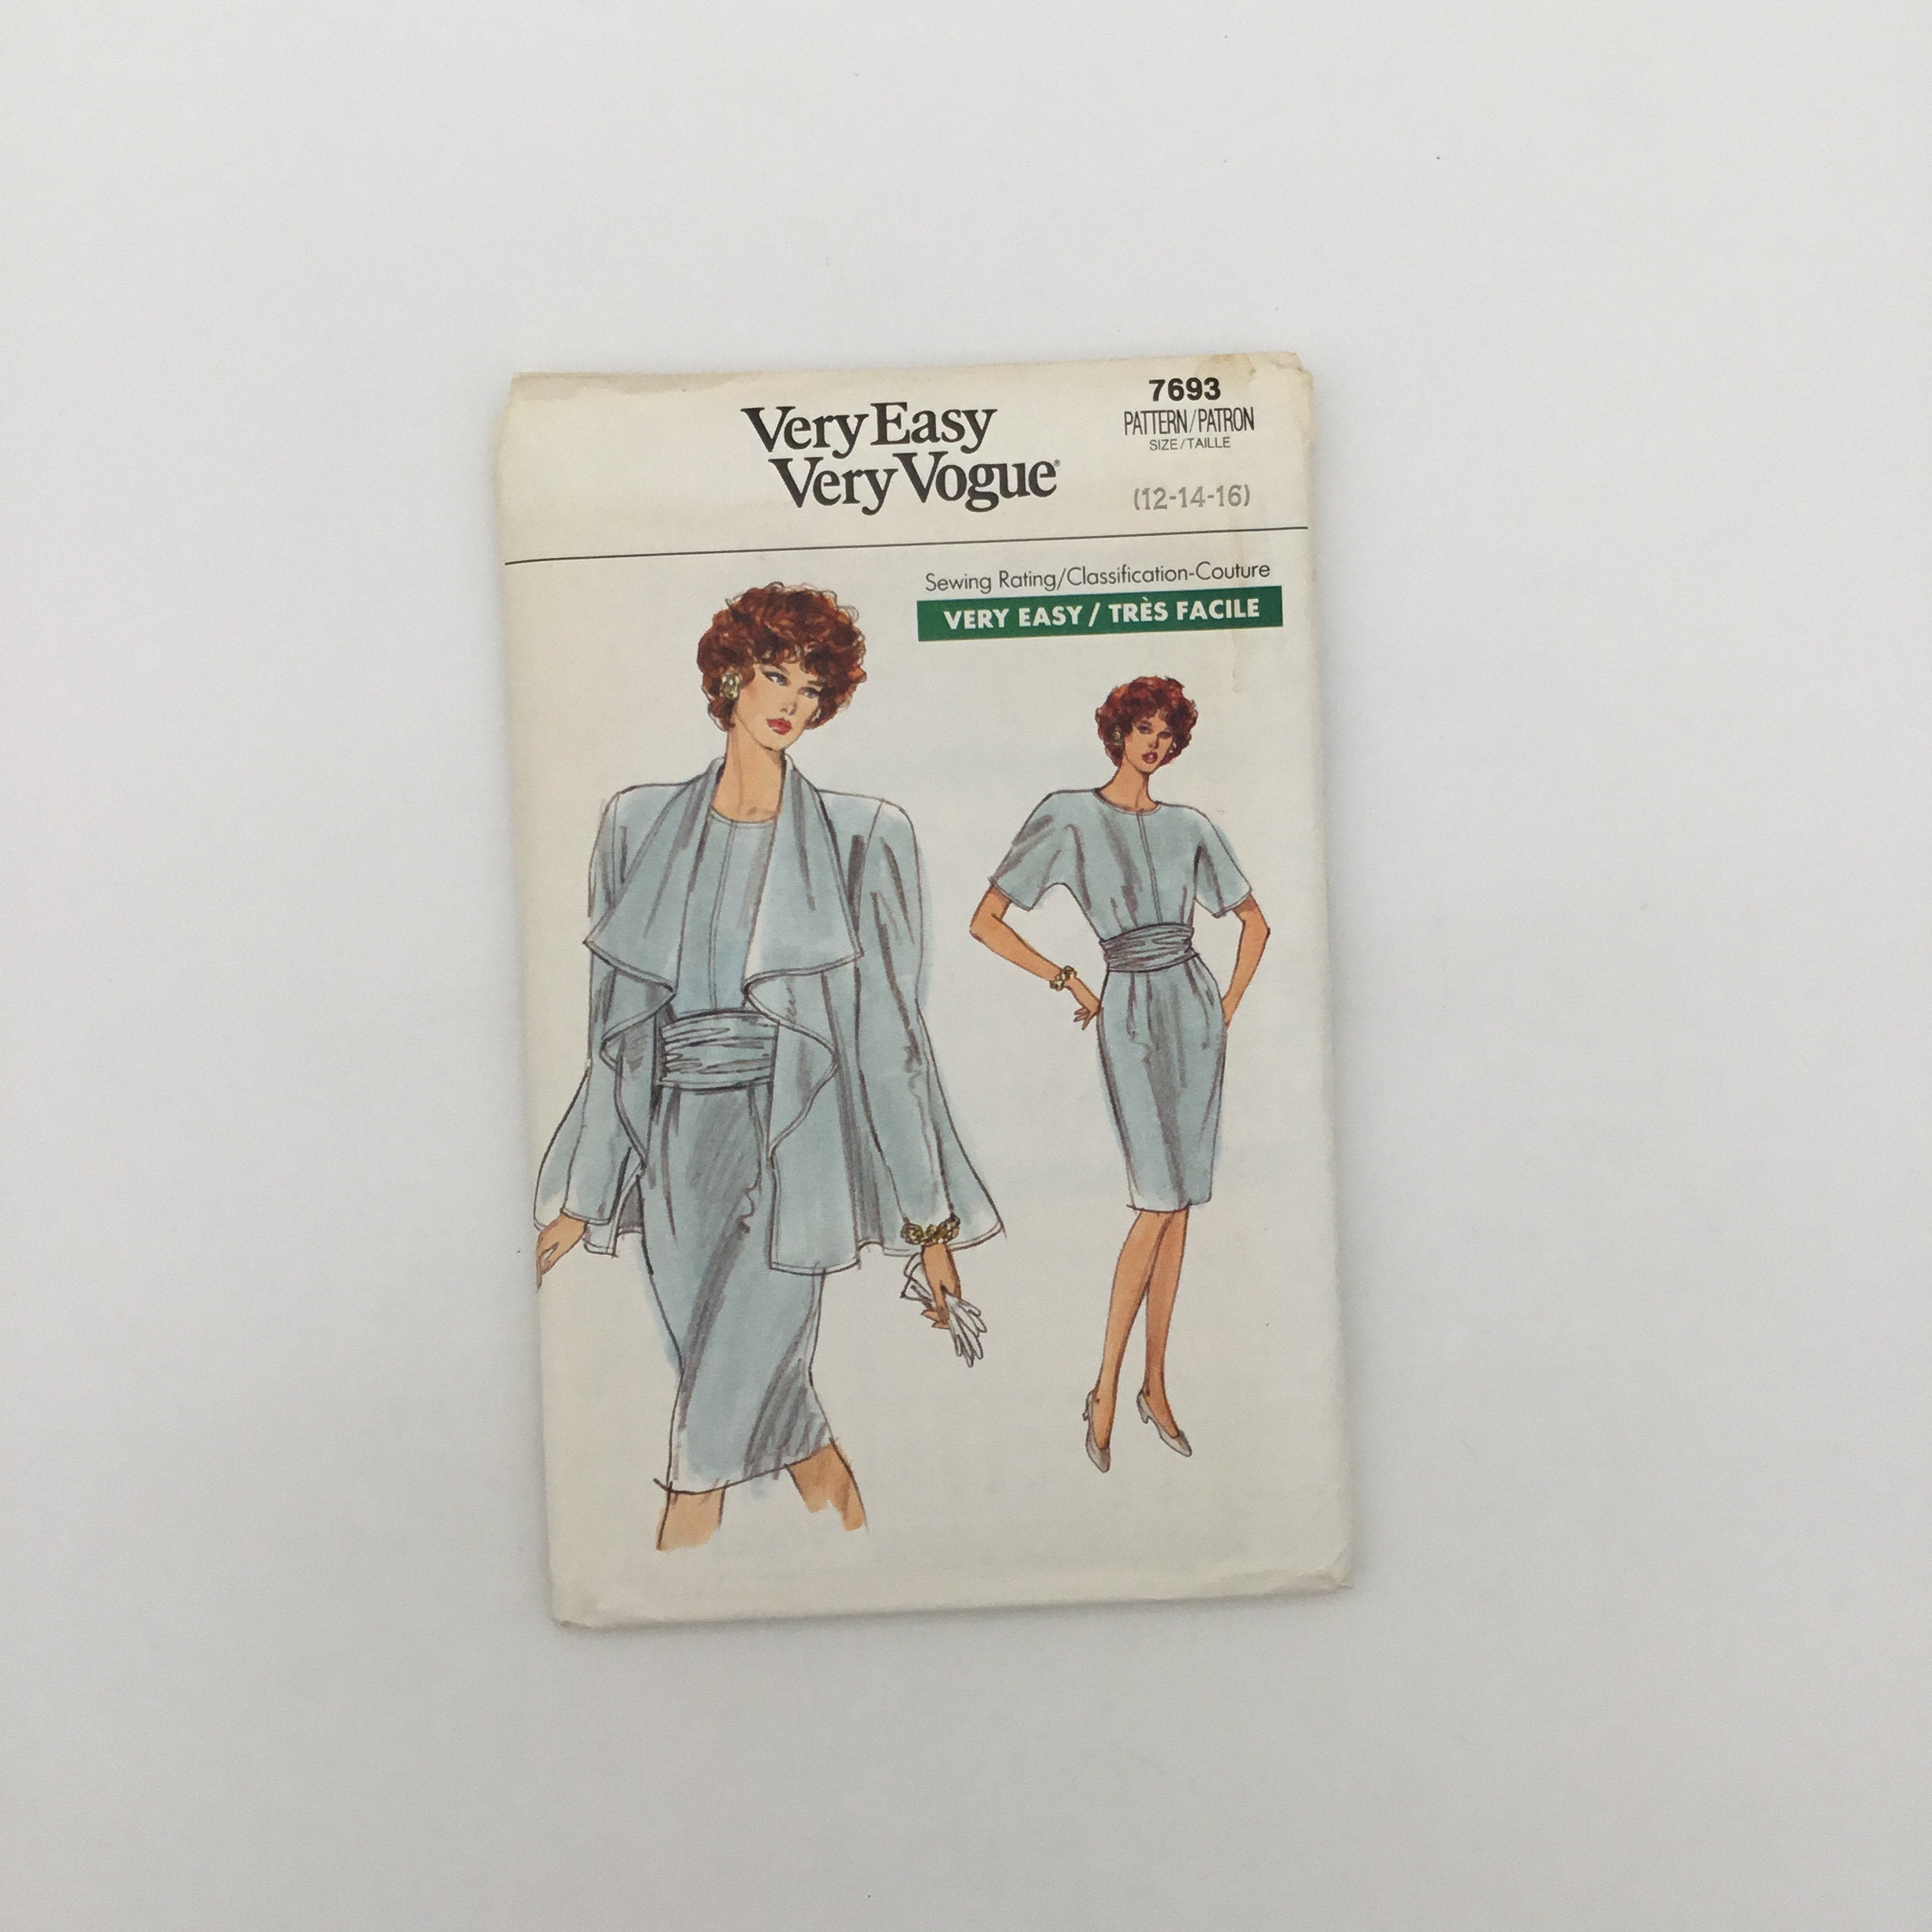 Very Easy
Very Vogue®
7693
PATTERN/PATRON
SIZE/TAILLE
(12-14-16)
Sewing Rating/Classification-Couture
VERY EASY / TRÈS FACILE